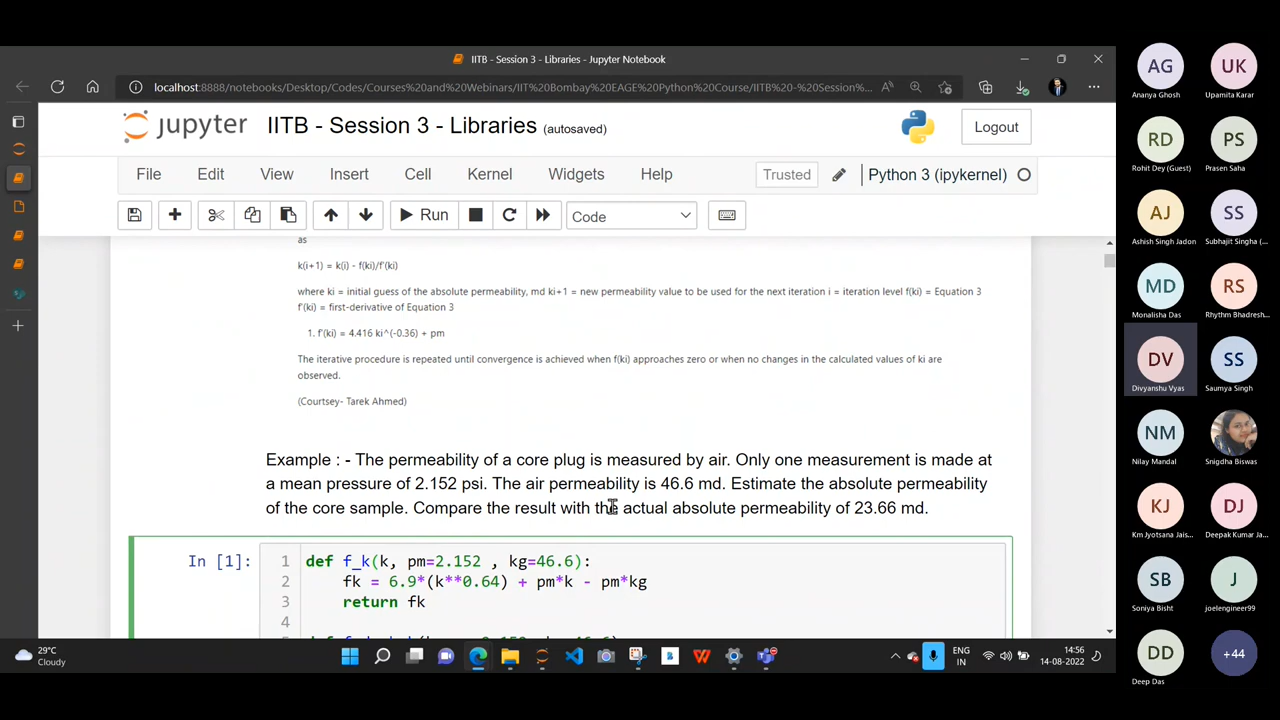 IITB - Session 3 - Libraries - Jupyter Notebook
localhost:8888/notebooks/Desktop/Codes/Courses%20and%20Webinars/IIT%20Bombay%20EAGE%20Python%20Course/IITB%20-%20Session%...
jupyter IITB - Session 3 - Libraries (autosaved)
Logout
File Edit View Insert Cell Kernel Widgets Help Trusted Python 3 (ipykernel)
Run Code
as
k(i+1) = k(i) - f(ki)/f'(ki)
where ki = initial guess of the absolute permeability, md ki+1 = new permeability value to be used for the next iteration i = iteration level f(ki) = Equation 3
f'(ki) = first-derivative of Equation 3
1. f'(ki) = 4.416 ki^(-0.36) + pm
The iterative procedure is repeated until convergence is achieved when f(ki) approaches zero or when no changes in the calculated values of ki are
observed.
(Courtsey- Tarek Ahmed)
Example : - The permeability of a core plug is measured by air. Only one measurement is made at
a mean pressure of 2.152 psi. The air permeability is 46.6 md. Estimate the absolute permeability
of the core sample. Compare the result with the actual absolute permeability of 23.66 md.
In [1]:
1 def f_k(k, pm=2.152 , kg=46.6):
2 fk = 6.9*(k**0.64) + pm*k - pm*kg
3 return fk
4
29°C
Cloudy
ENG
IN
14:56
14-08-2022
AG UK
Ananya Ghosh Upamita Karar
RD PS
Rohit Dey (Guest) Prasen Saha
AJ SS
Ashish Singh Jadon Subhajit Singha (...
MD RS
Monalisha Das Rhythm Bhadresh...
DV SS
Divyanshu Vyas Saumya Singh
NM
Nilay Mandal Snigdha Biswas
KJ DJ
Km Jyotsana Jais... Deepak Kumar Ja...
SB J
Soniya Bisht joelengineer99
DD +44
Deep Das